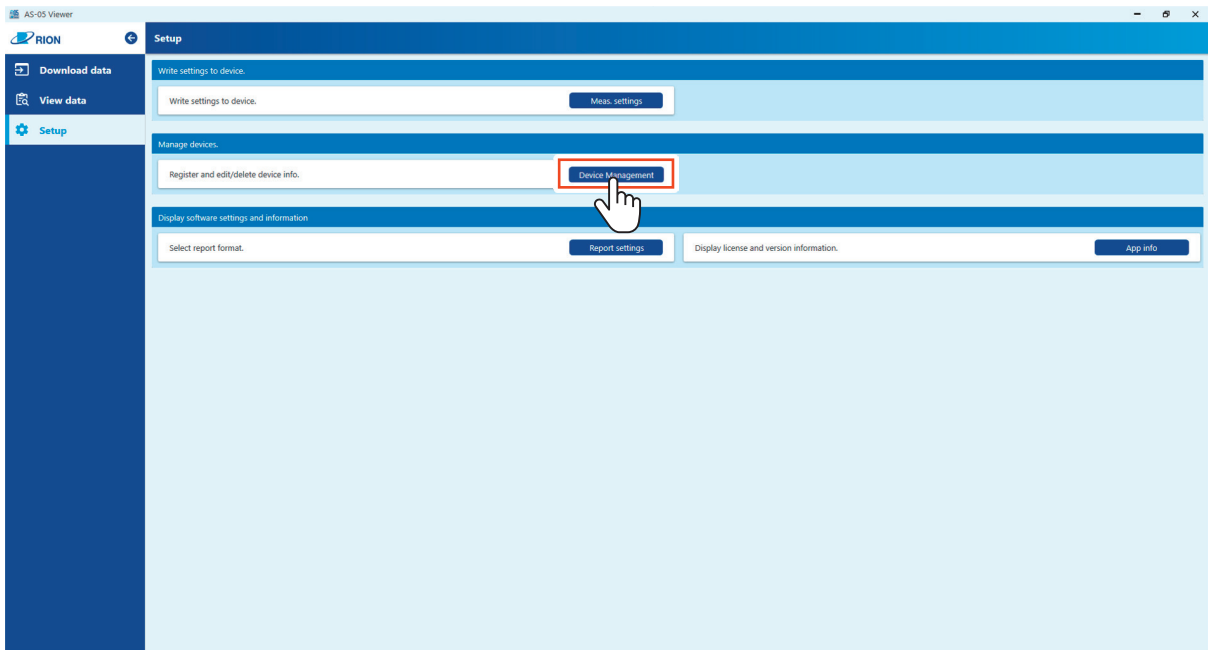 AS-05 Viewer
RION
Setup
Download data
View data
Setup
Write settings to device.
Write settings to device.
Meas. settings
Manage devices.
Register and edit/delete device info.
Device Management
Display software settings and information
Select report format.
Report settings
Display license and version information.
App info